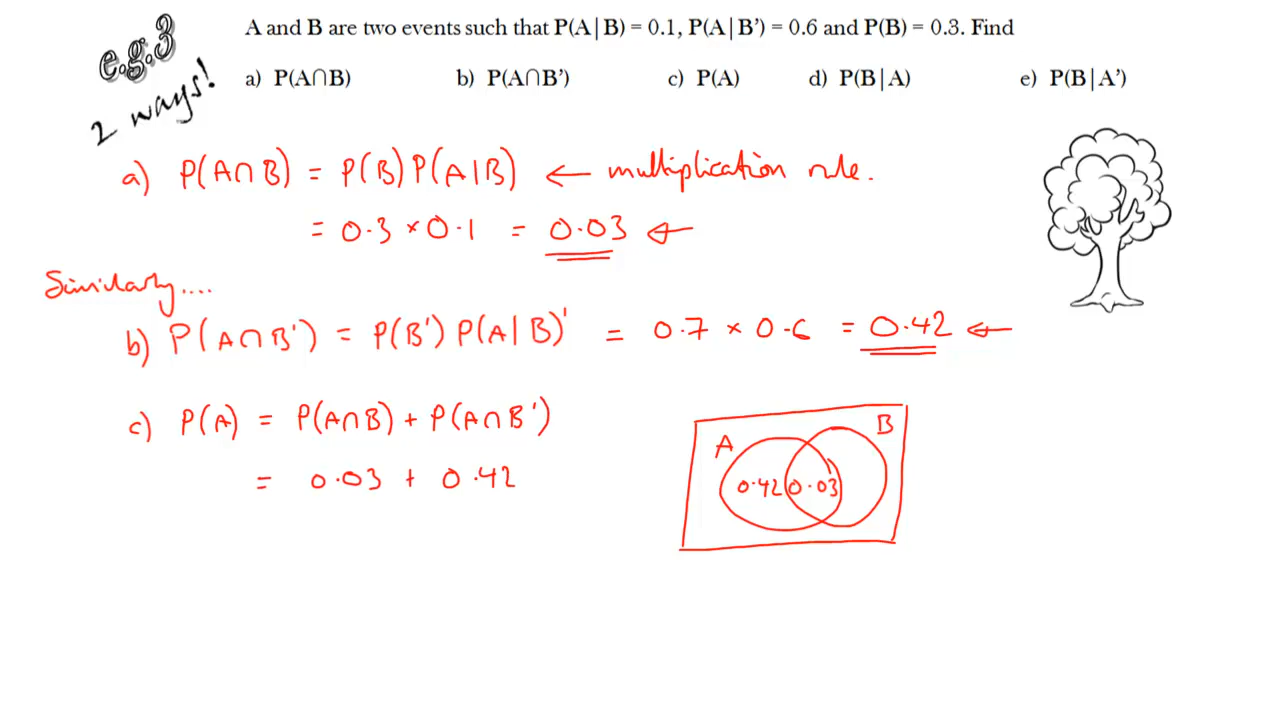 e.g.3
2 ways!
A and B are two events such that P(A|B) = 0.1, P(A|B') = 0.6 and P(B) = 0.3. Find
a) P(A∩B) b) P(A∩B') c) P(A) d) P(B|A) e) P(B|A')
a) P(A∩B) = P(B)P(A|B) ← multiplication rule.
= 0.3 × 0.1 = 0.03 ←
Similarly....
b) P(A∩B') = P(B')P(A|B)' = 0.7 × 0.6 = 0.42 ←
c) P(A) = P(A∩B) + P(A∩B')
= 0.03 + 0.42
A B
0.42 0.03